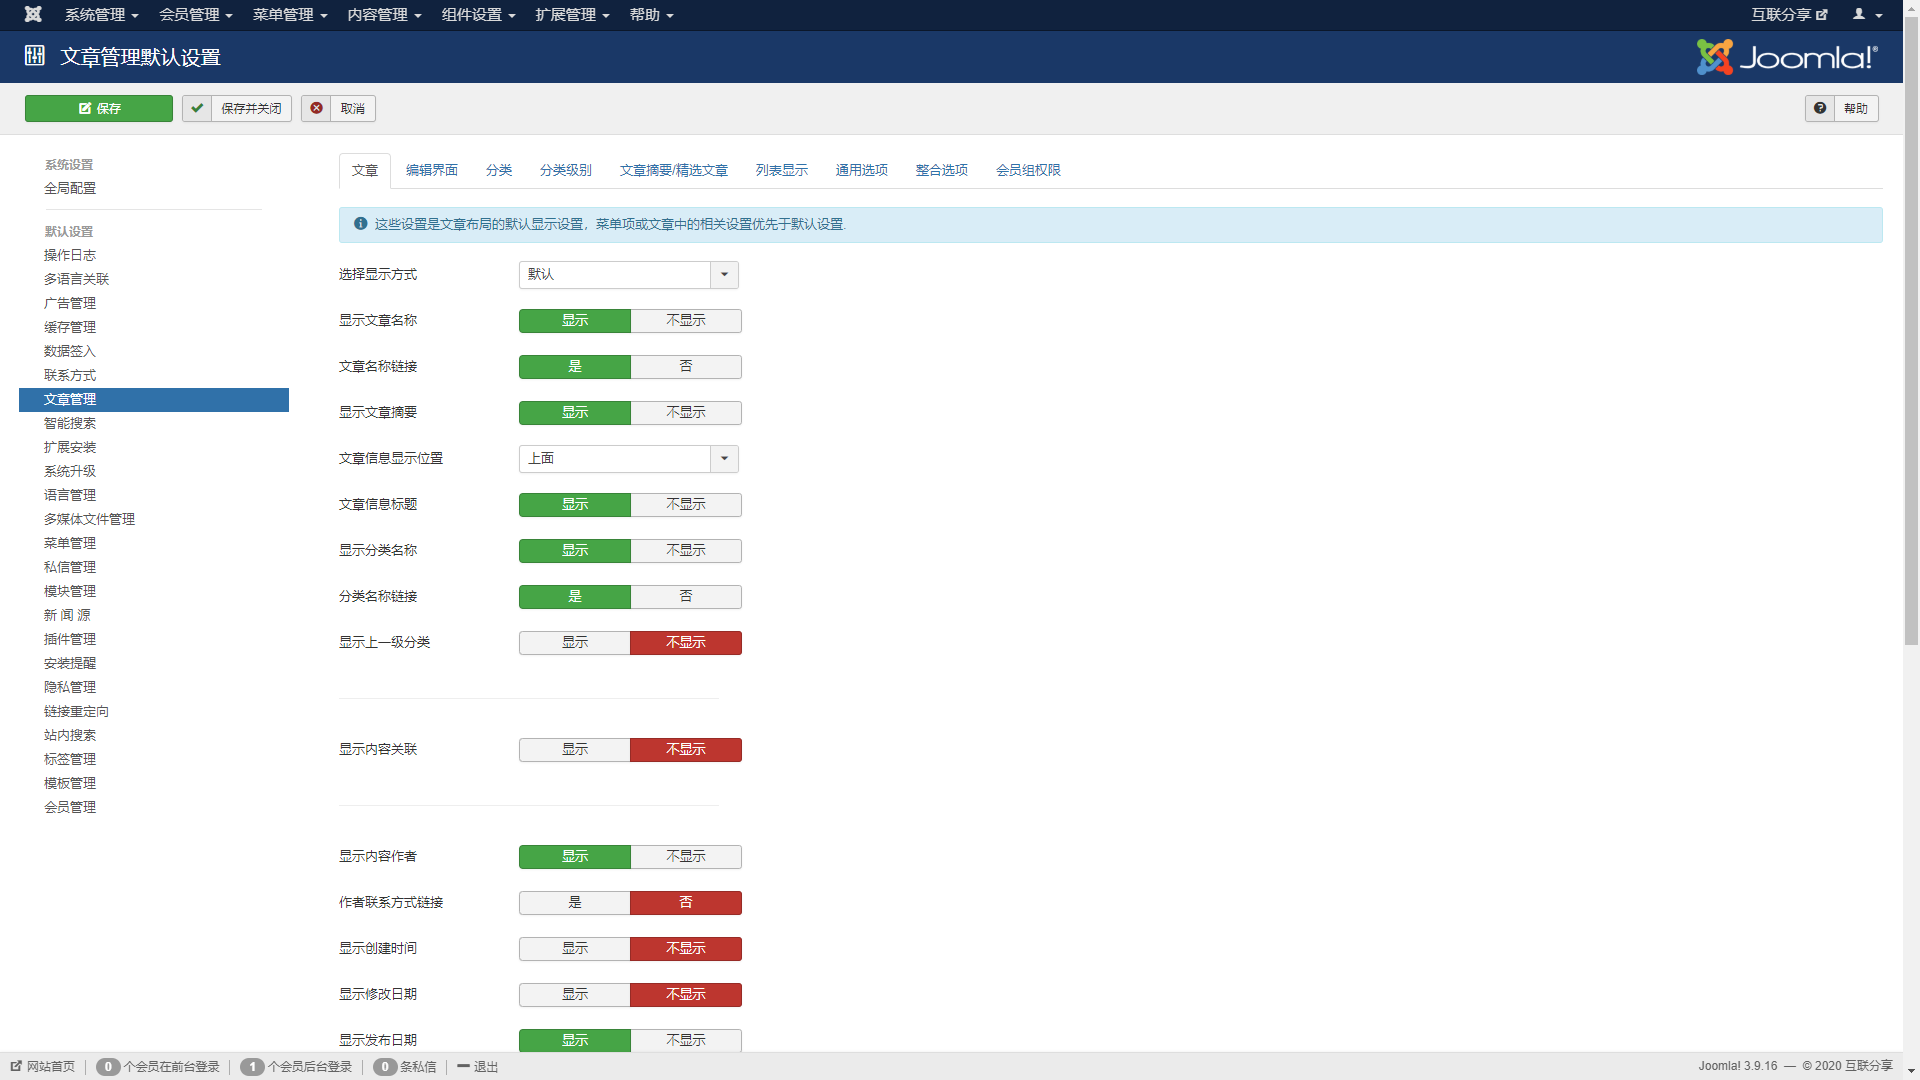 系统管理 会员管理 菜单管理 内容管理 组件设置 扩展管理 帮助 互联分享
文章管理默认设置 Joomla!®
保存 保存并关闭 取消 帮助
系统设置
全局配置
默认设置
操作日志
多语言关联
广告管理
缓存管理
数据签入
联系方式
文章管理
智能搜索
扩展安装
系统升级
语言管理
多媒体文件管理
菜单管理
私信管理
模块管理
新 闻 源
插件管理
安装提醒
隐私管理
链接重定向
站内搜索
标签管理
模板管理
会员管理
文章 编辑界面 分类 分类级别 文章摘要/精选文章 列表显示 通用选项 整合选项 会员组权限
这些设置是文章布局的默认显示设置，菜单项或文章中的相关设置优先于默认设置.
选择显示方式 默认
显示文章名称 显示 不显示
文章名称链接 是 否
显示文章摘要 显示 不显示
文章信息显示位置 上面
文章信息标题 显示 不显示
显示分类名称 显示 不显示
分类名称链接 是 否
显示上一级分类 显示 不显示
显示内容关联 显示 不显示
显示内容作者 显示 不显示
作者联系方式链接 是 否
显示创建时间 显示 不显示
显示修改日期 显示 不显示
显示发布日期 显示 不显示
网站首页 0 个会员在前台登录 1 个会员后台登录 0 条私信 退出 Joomla! 3.9.16 — © 2020 互联分享